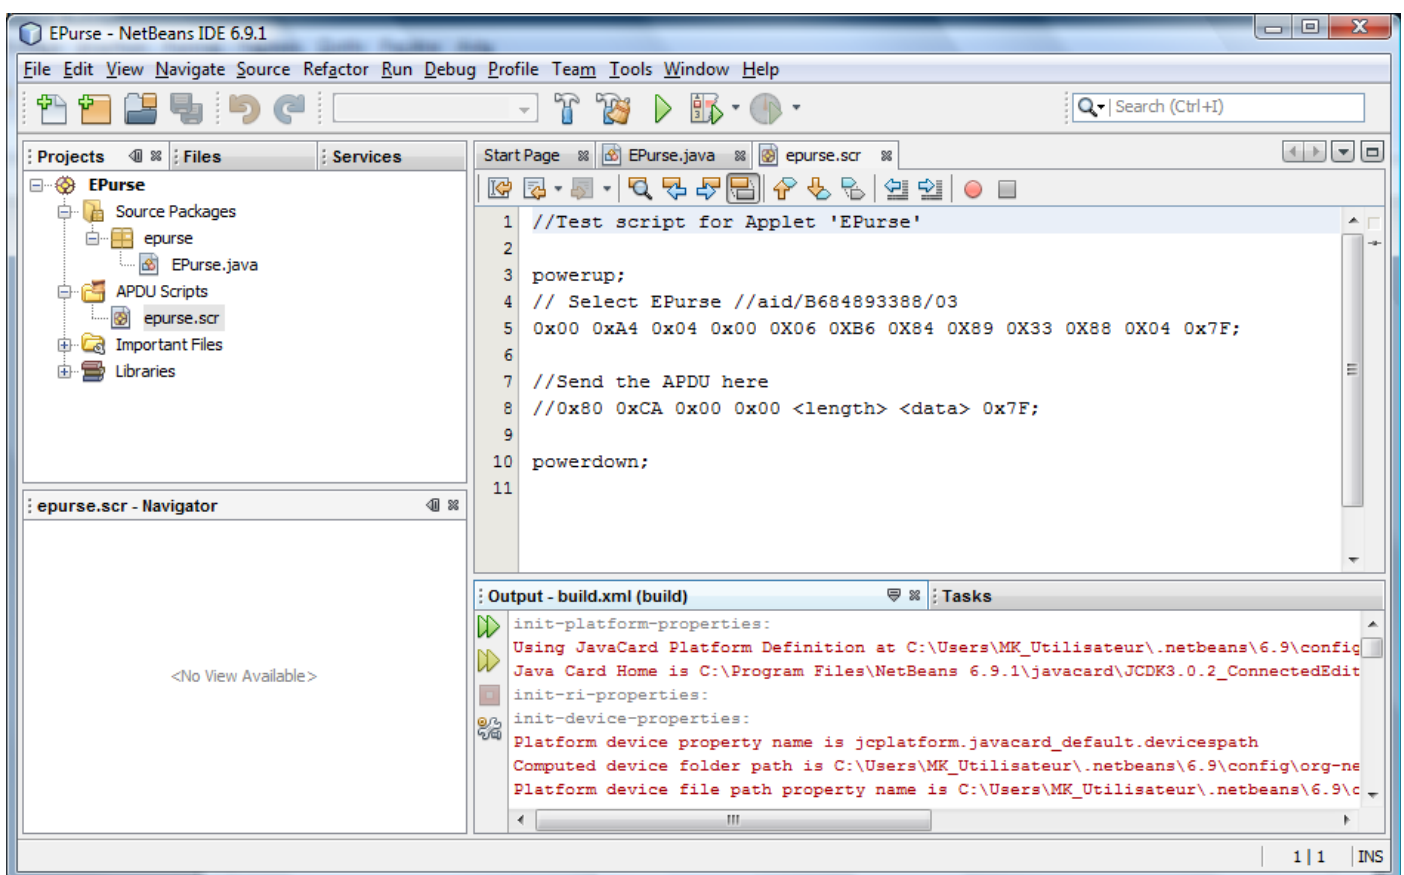 EPurse - NetBeans IDE 6.9.1
File Edit View Navigate Source Refactor Run Debug Profile Team Tools Window Help
Search (Ctrl+I)
Projects Files Services
EPurse
Source Packages
epurse
EPurse.java
APDU Scripts
epurse.scr
Important Files
Libraries
epurse.scr - Navigator
<No View Available>
Start Page EPurse.java epurse.scr
1 //Test script for Applet 'EPurse'
2
3 powerup;
4 // Select EPurse //aid/B684893388/03
5 0x00 0xA4 0x04 0x00 0X06 0XB6 0X84 0X89 0X33 0X88 0X04 0x7F;
6
7 //Send the APDU here
8 //0x80 0xCA 0x00 0x00 <length> <data> 0x7F;
9
10 powerdown;
11
Output - build.xml (build) Tasks
init-platform-properties:
Using JavaCard Platform Definition at C:\Users\MK_Utilisateur\.netbeans\6.9\config
Java Card Home is C:\Program Files\NetBeans 6.9.1\javacard\JCDK3.0.2_ConnectedEdit
init-ri-properties:
init-device-properties:
Platform device property name is jcplatform.javacard_default.devicespath
Computed device folder path is C:\Users\MK_Utilisateur\.netbeans\6.9\config\org-ne
Platform device file path property name is C:\Users\MK_Utilisateur\.netbeans\6.9\c
1 | 1 INS